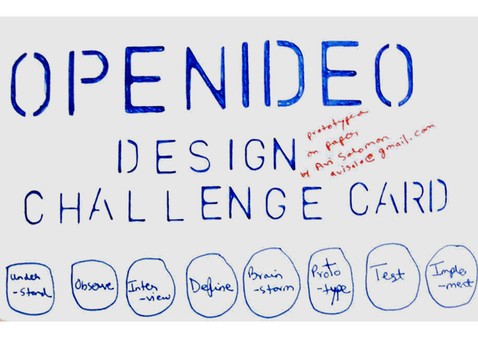 OPENIDEO
DESIGN
CHALLENGE CARD
Prototyped
on paper
by Avi Solomon
avisolo@gmail.com
Under
-stand
Observe
Inter
-view
Define
Brain
-storm
Proto
-type
Test
Imple
-ment